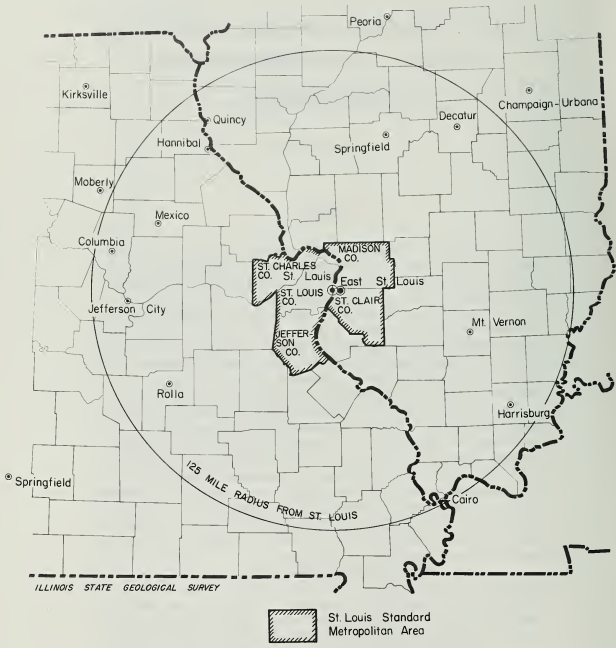 Peoria
Kirksville
Champaign-Urbana
Quincy
Decatur
Hannibal
Springfield
Moberly
Mexico
Columbia
MADISON
CO.
ST. CHARLES
CO.
St. Louis
East St. Louis
ST. LOUIS
CO.
ST. CLAIR
CO.
Jefferson City
JEFFER-
SON
CO.
Mt. Vernon
Rolla
Harrisburg
Springfield
125 MILE RADIUS FROM ST. LOUIS
Cairo
ILLINOIS STATE GEOLOGICAL SURVEY
St. Louis Standard
Metropolitan Area